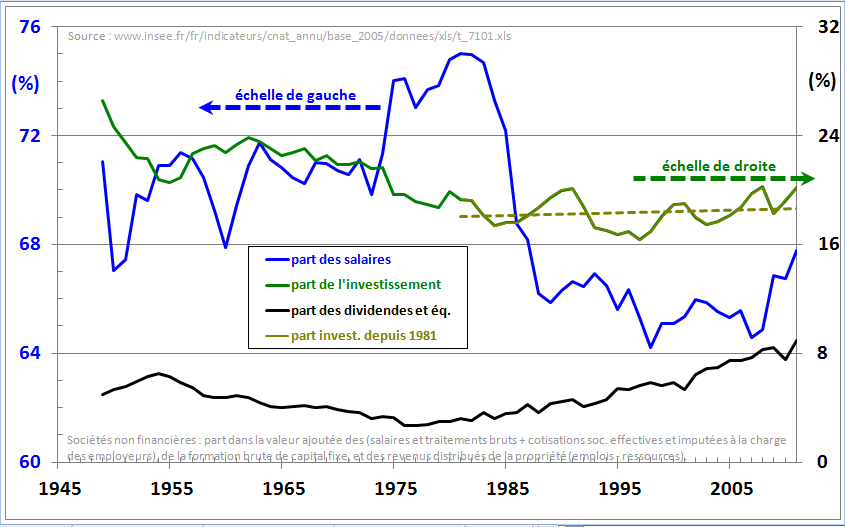 76
32
Source : www.insee.fr/fr/indicateurs/cnat_annu/base_2005/donnees/xls/t_7101.xls
(%)
(%)
échelle de gauche
72
24
échelle de droite
68
16
part des salaires
part de l'investissement
part des dividendes et éq.
part invest. depuis 1981
64
8
Sociétés non financières : part dans la valeur ajoutée des (salaires et traitements bruts + cotisations soc. effectives et imputées à la charge
des employeurs), de la formation brute de capital fixe, et des revenus distribués de la propriété (emplois - ressources).
60
0
1945 1955 1965 1975 1985 1995 2005